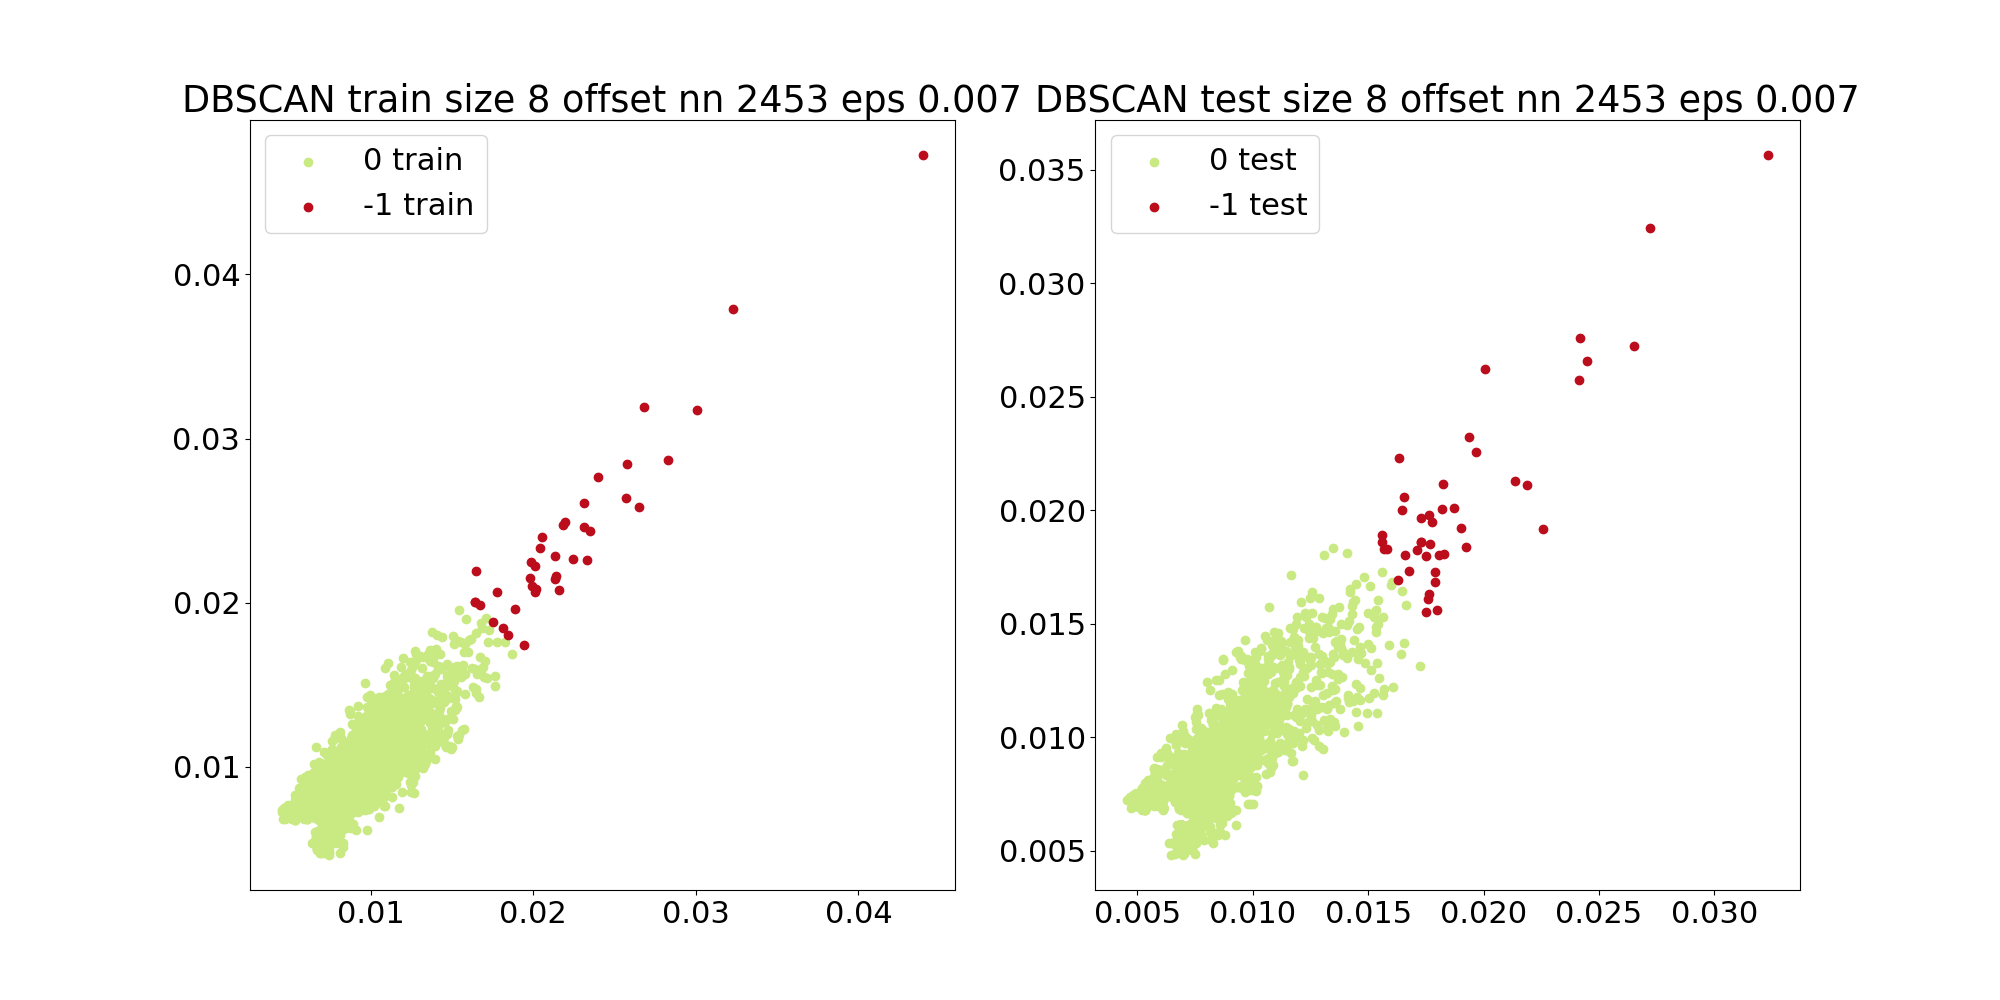 DBSCAN train size 8 offset nn 2453 eps 0.007
0 train
-1 train
0.04
0.03
0.02
0.01
0.01 0.02 0.03 0.04
DBSCAN test size 8 offset nn 2453 eps 0.007
0 test
-1 test
0.035
0.030
0.025
0.020
0.015
0.010
0.005
0.005 0.010 0.015 0.020 0.025 0.030